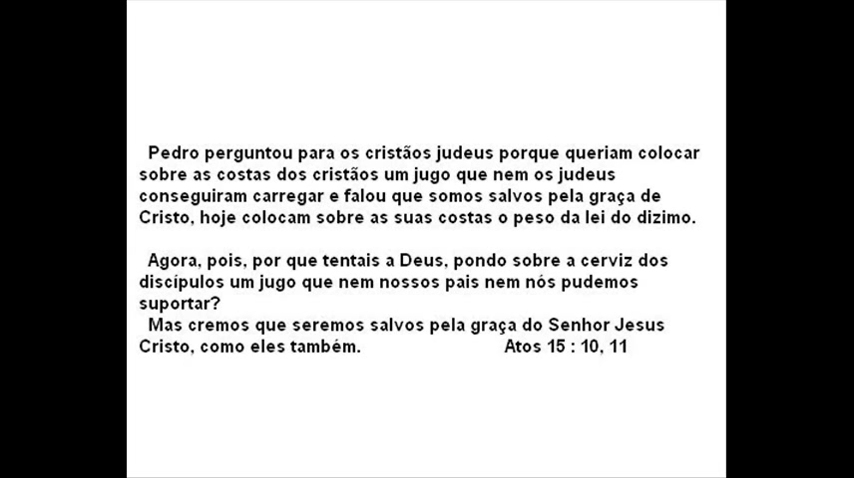 Pedro perguntou para os cristãos judeus porque queriam colocar
sobre as costas dos cristãos um jugo que nem os judeus
conseguiram carregar e falou que somos salvos pela graça de
Cristo, hoje colocam sobre as suas costas o peso da lei do dizimo.
Agora, pois, por que tentais a Deus, pondo sobre a cerviz dos
discípulos um jugo que nem nossos pais nem nós pudemos
suportar?
Mas cremos que seremos salvos pela graça do Senhor Jesus
Cristo, como eles também. Atos 15 : 10, 11